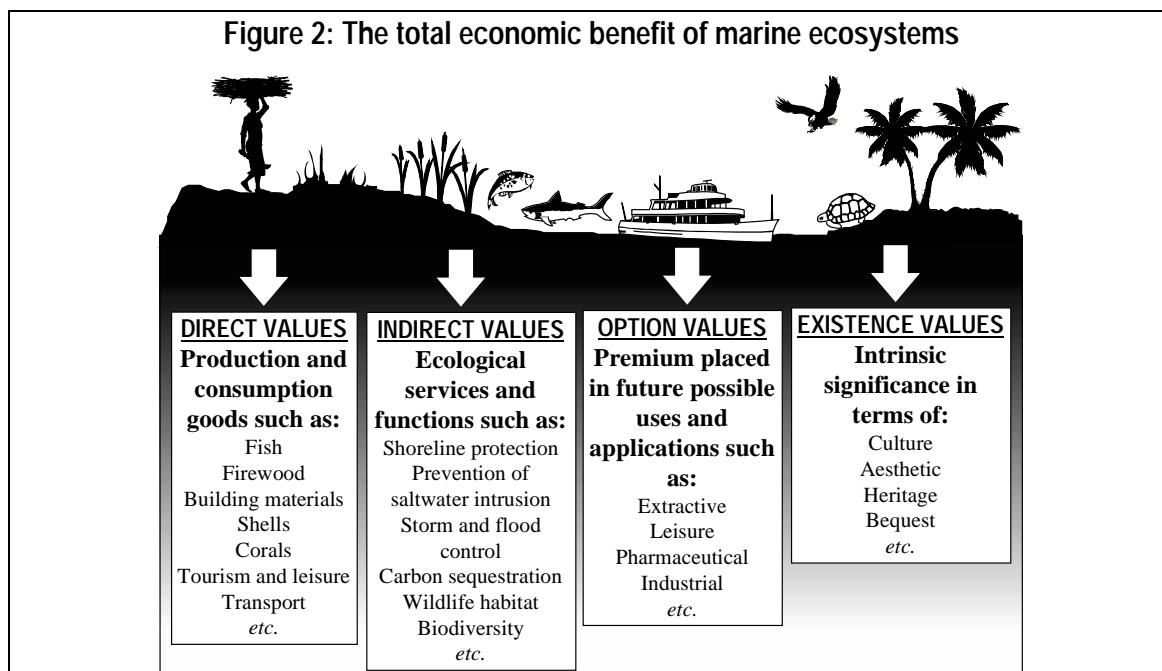 Figure 2: The total economic benefit of marine ecosystems
DIRECT VALUES
Production and
consumption
goods such as:
Fish
Firewood
Building materials
Shells
Corals
Tourism and leisure
Transport
etc.
INDIRECT VALUES
Ecological
services and
functions such as:
Shoreline protection
Prevention of
saltwater intrusion
Storm and flood
control
Carbon sequestration
Wildlife habitat
Biodiversity
etc.
OPTION VALUES
Premium placed
in future possible
uses and
applications such
as:
Extractive
Leisure
Pharmaceutical
Industrial
etc.
EXISTENCE VALUES
Intrinsic
significance in
terms of:
Culture
Aesthetic
Heritage
Bequest
etc.